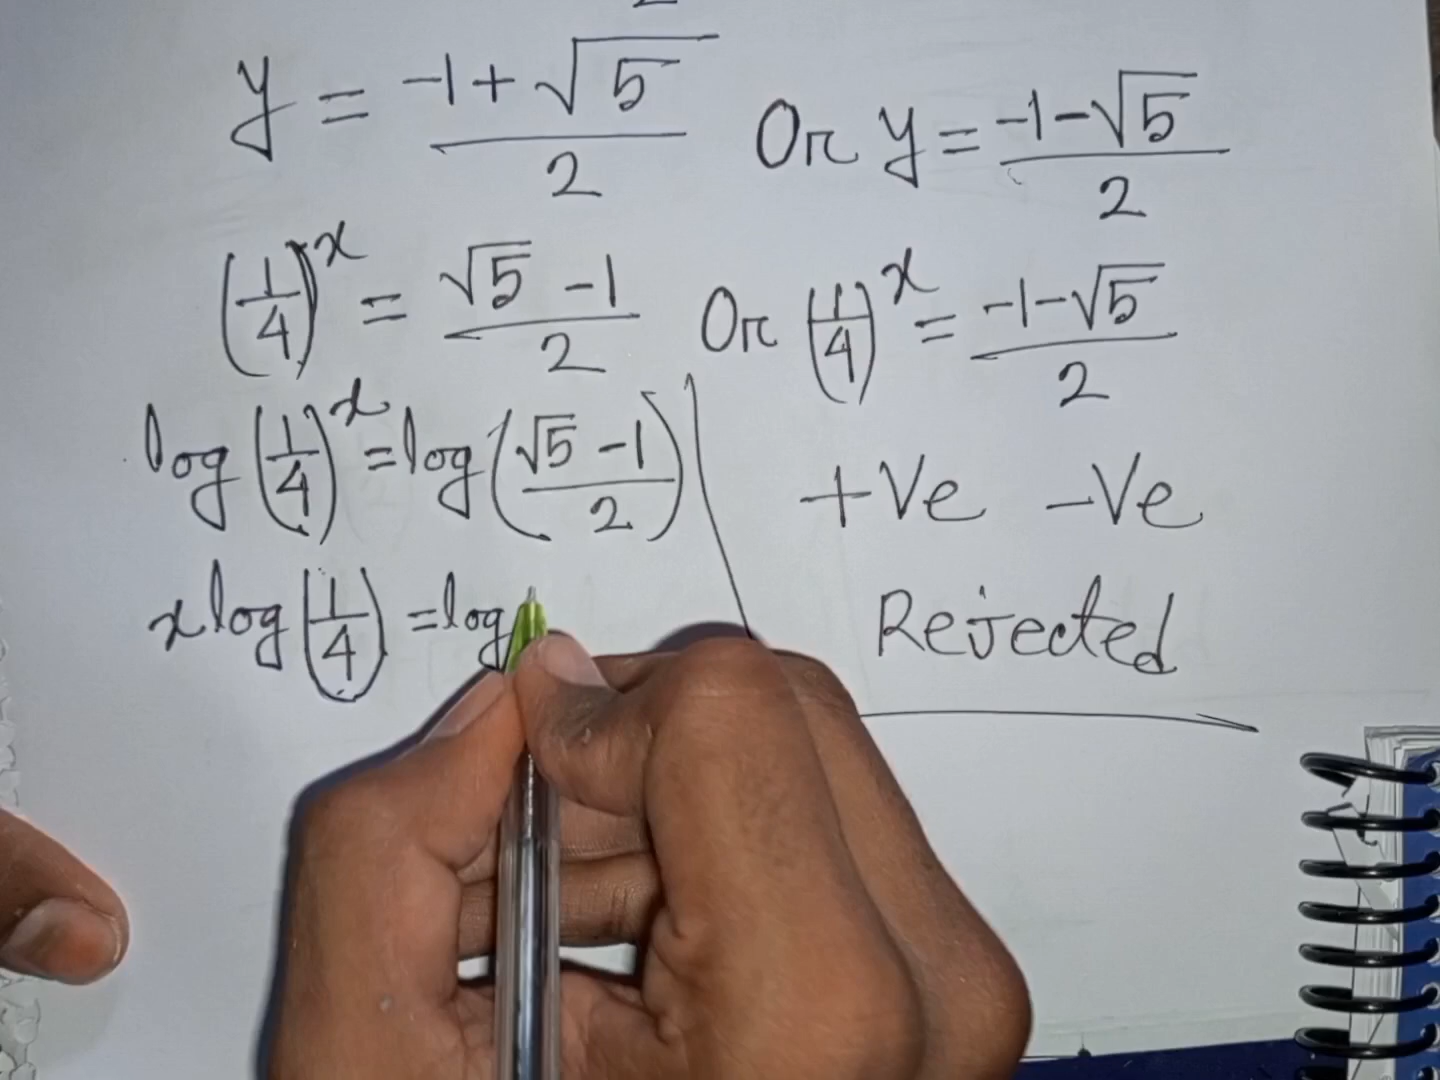 y = (-1 + √5)/2 Or y = (-1 - √5)/2
(1/4)^x = (√5 - 1)/2 Or (1/4)^x = (-1 - √5)/2
log(1/4)^x = log((√5 - 1)/2) +Ve -Ve
x log(1/4) = log Rejected